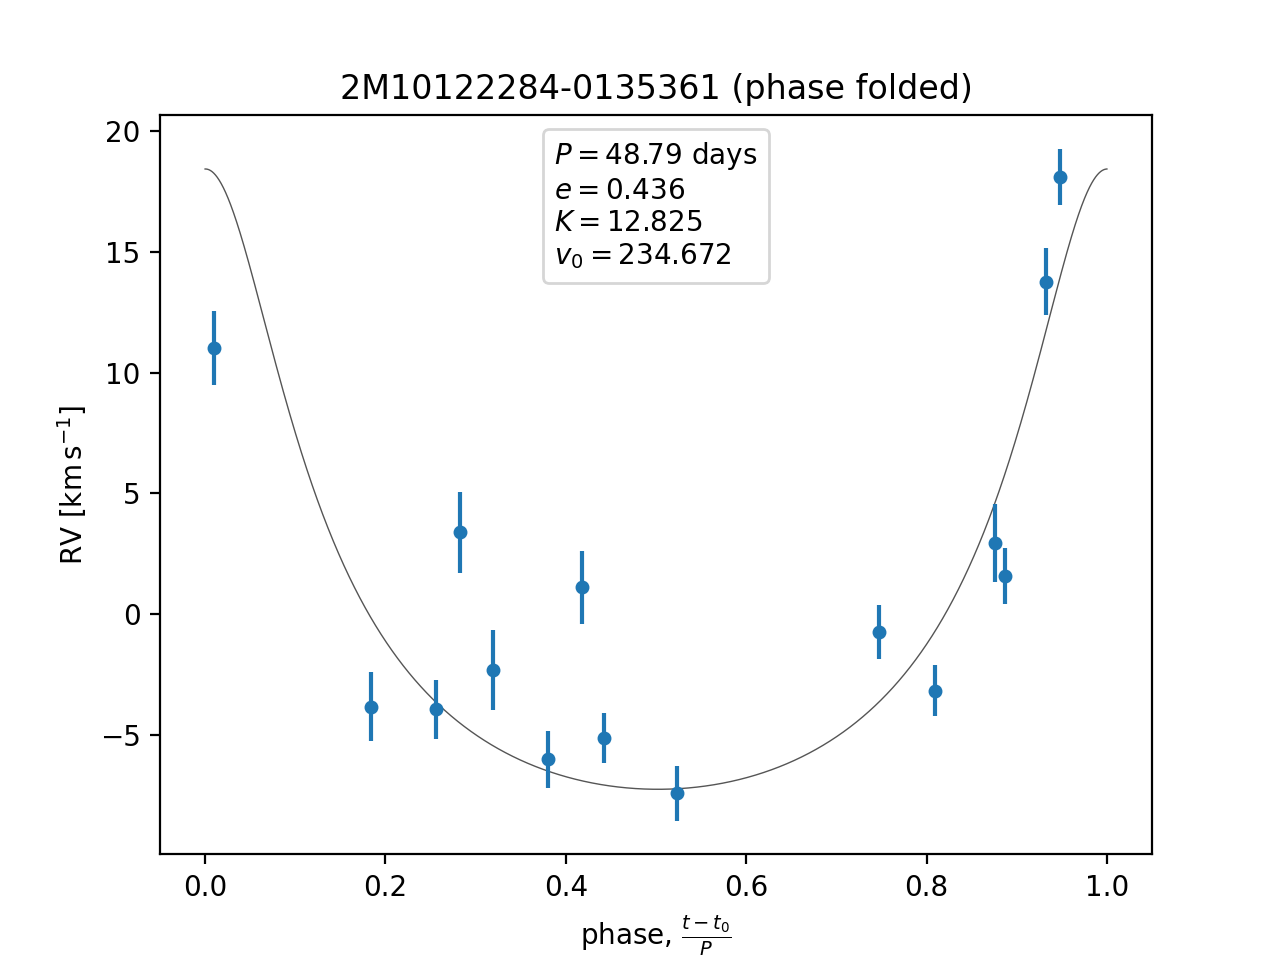 2M10122284-0135361 (phase folded)
P = 48.79 days
e = 0.436
K = 12.825
v₀ = 234.672
20
15
10
5
0
−5
RV [km s⁻¹]
0.0 0.2 0.4 0.6 0.8 1.0
phase, (t − t₀)/P